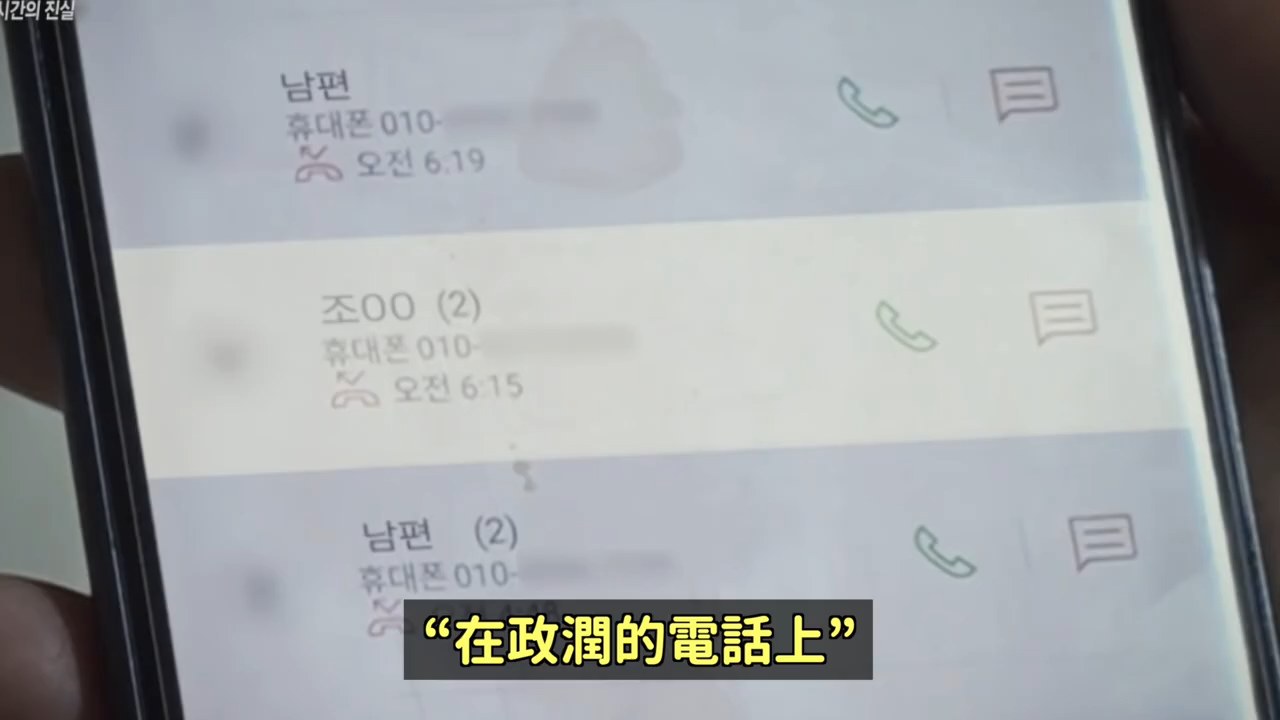 시간의 진실
남편
휴대폰 010-
오전 6:19
조OO (2)
휴대폰 010-
오전 6:15
남편 (2)
휴대폰 010-
“在政潤的電話上”